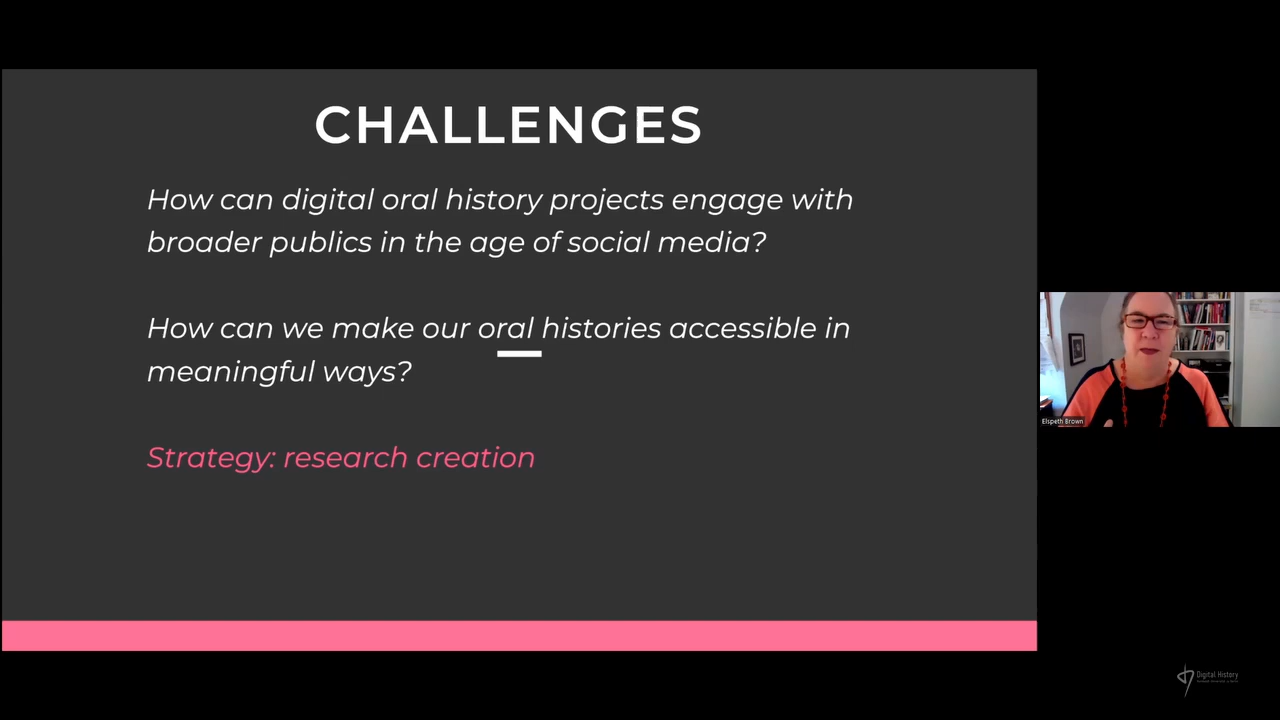 CHALLENGES
How can digital oral history projects engage with
broader publics in the age of social media?
How can we make our oral histories accessible in
meaningful ways?
Strategy: research creation
Elspeth Brown
Digital History